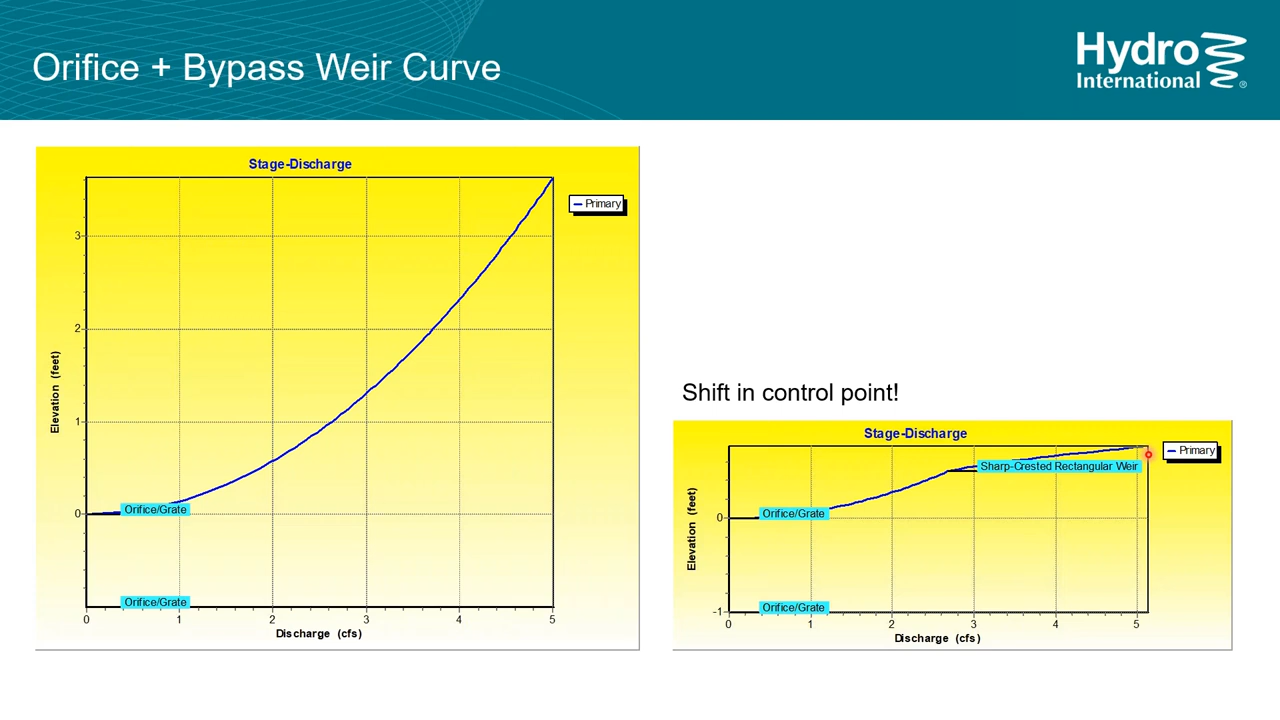 Orifice + Bypass Weir Curve
Hydro
International
®
Stage-Discharge
Primary
3
2
1
0
Elevation (feet)
Orifice/Grate
Orifice/Grate
0 1 2 3 4 5
Discharge (cfs)
Shift in control point!
Stage-Discharge
Primary
Sharp-Crested Rectangular Weir
0
Orifice/Grate
Elevation (feet)
-1
Orifice/Grate
0 1 2 3 4 5
Discharge (cfs)